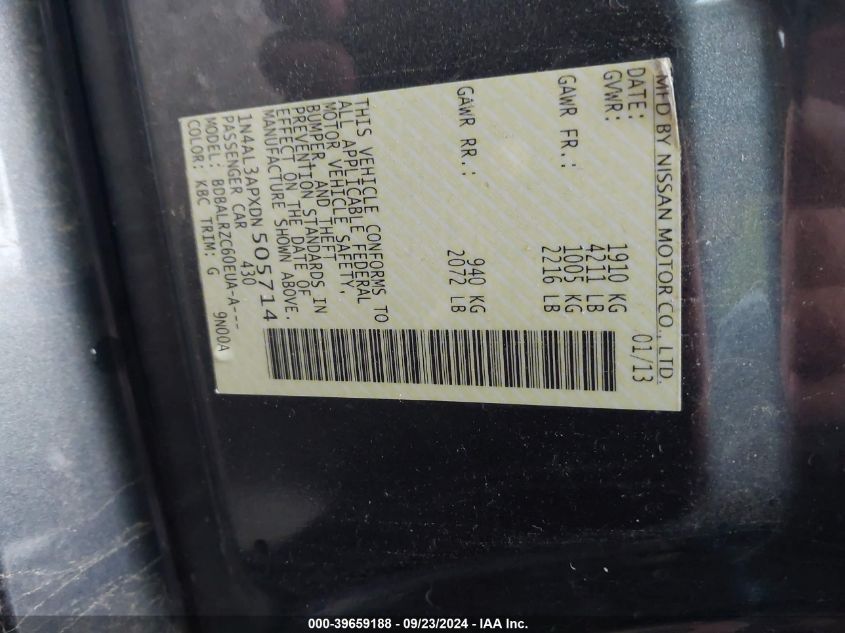 MFD BY NISSAN MOTOR CO., LTD.
DATE: 01/13
GVWR: 1910 KG
4211 LB
GAWR FR.: 1005 KG
2216 LB
GAWR RR.: 940 KG
2072 LB
THIS VEHICLE CONFORMS TO
ALL APPLICABLE FEDERAL
MOTOR VEHICLE SAFETY,
BUMPER, AND THEFT
PREVENTION STANDARDS IN
EFFECT ON THE DATE OF
MANUFACTURE SHOWN ABOVE.
1N4AL3APXDN505714
PASSENGER CAR 430
MODEL: BDBALRZC60EUA-A---
COLOR: KBC TRIM: G 9N00A
000-39659188 - 09/23/2024 - IAA Inc.